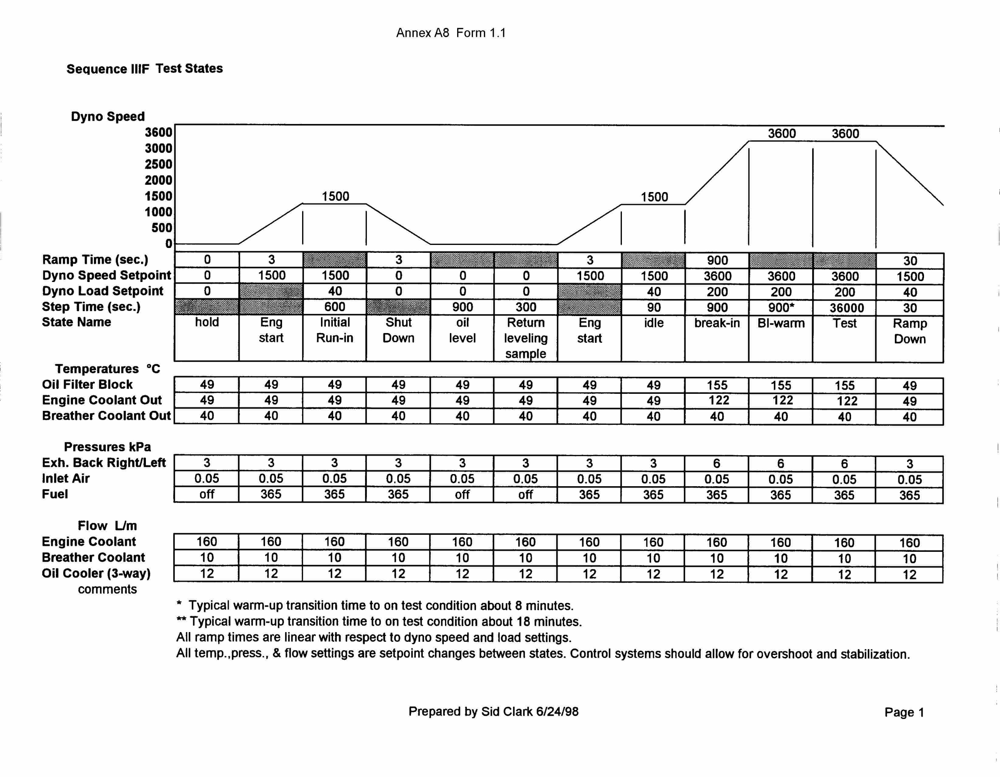 Annex A8 Form 1.1
Sequence IIIF Test States
Dyno Speed
3600
3000
2500
2000
1500
1000
500
0
1500
1500
3600 3600
Ramp Time (sec.) 0 3 3 3 900 30
Dyno Speed Setpoint 0 1500 1500 0 0 0 1500 1500 3600 3600 3600 1500
Dyno Load Setpoint 0 40 0 0 0 40 200 200 200 40
Step Time (sec.) 600 900 300 90 900 900* 36000 30
State Name hold Eng Initial Shut oil Return Eng idle break-in BI-warm Test Ramp
start Run-in Down level leveling start Down
sample
Temperatures °C
Oil Filter Block 49 49 49 49 49 49 49 49 155 155 155 49
Engine Coolant Out 49 49 49 49 49 49 49 49 122 122 122 49
Breather Coolant Out 40 40 40 40 40 40 40 40 40 40 40 40
Pressures kPa
Exh. Back Right/Left 3 3 3 3 3 3 3 3 6 6 6 3
Inlet Air 0.05 0.05 0.05 0.05 0.05 0.05 0.05 0.05 0.05 0.05 0.05 0.05
Fuel off 365 365 365 off off 365 365 365 365 365 365
Flow L/m
Engine Coolant 160 160 160 160 160 160 160 160 160 160 160 160
Breather Coolant 10 10 10 10 10 10 10 10 10 10 10 10
Oil Cooler (3-way) 12 12 12 12 12 12 12 12 12 12 12 12
comments
* Typical warm-up transition time to on test condition about 8 minutes.
** Typical warm-up transition time to on test condition about 18 minutes.
All ramp times are linear with respect to dyno speed and load settings.
All temp.,press., & flow settings are setpoint changes between states. Control systems should allow for overshoot and stabilization.
Prepared by Sid Clark 6/24/98
Page 1